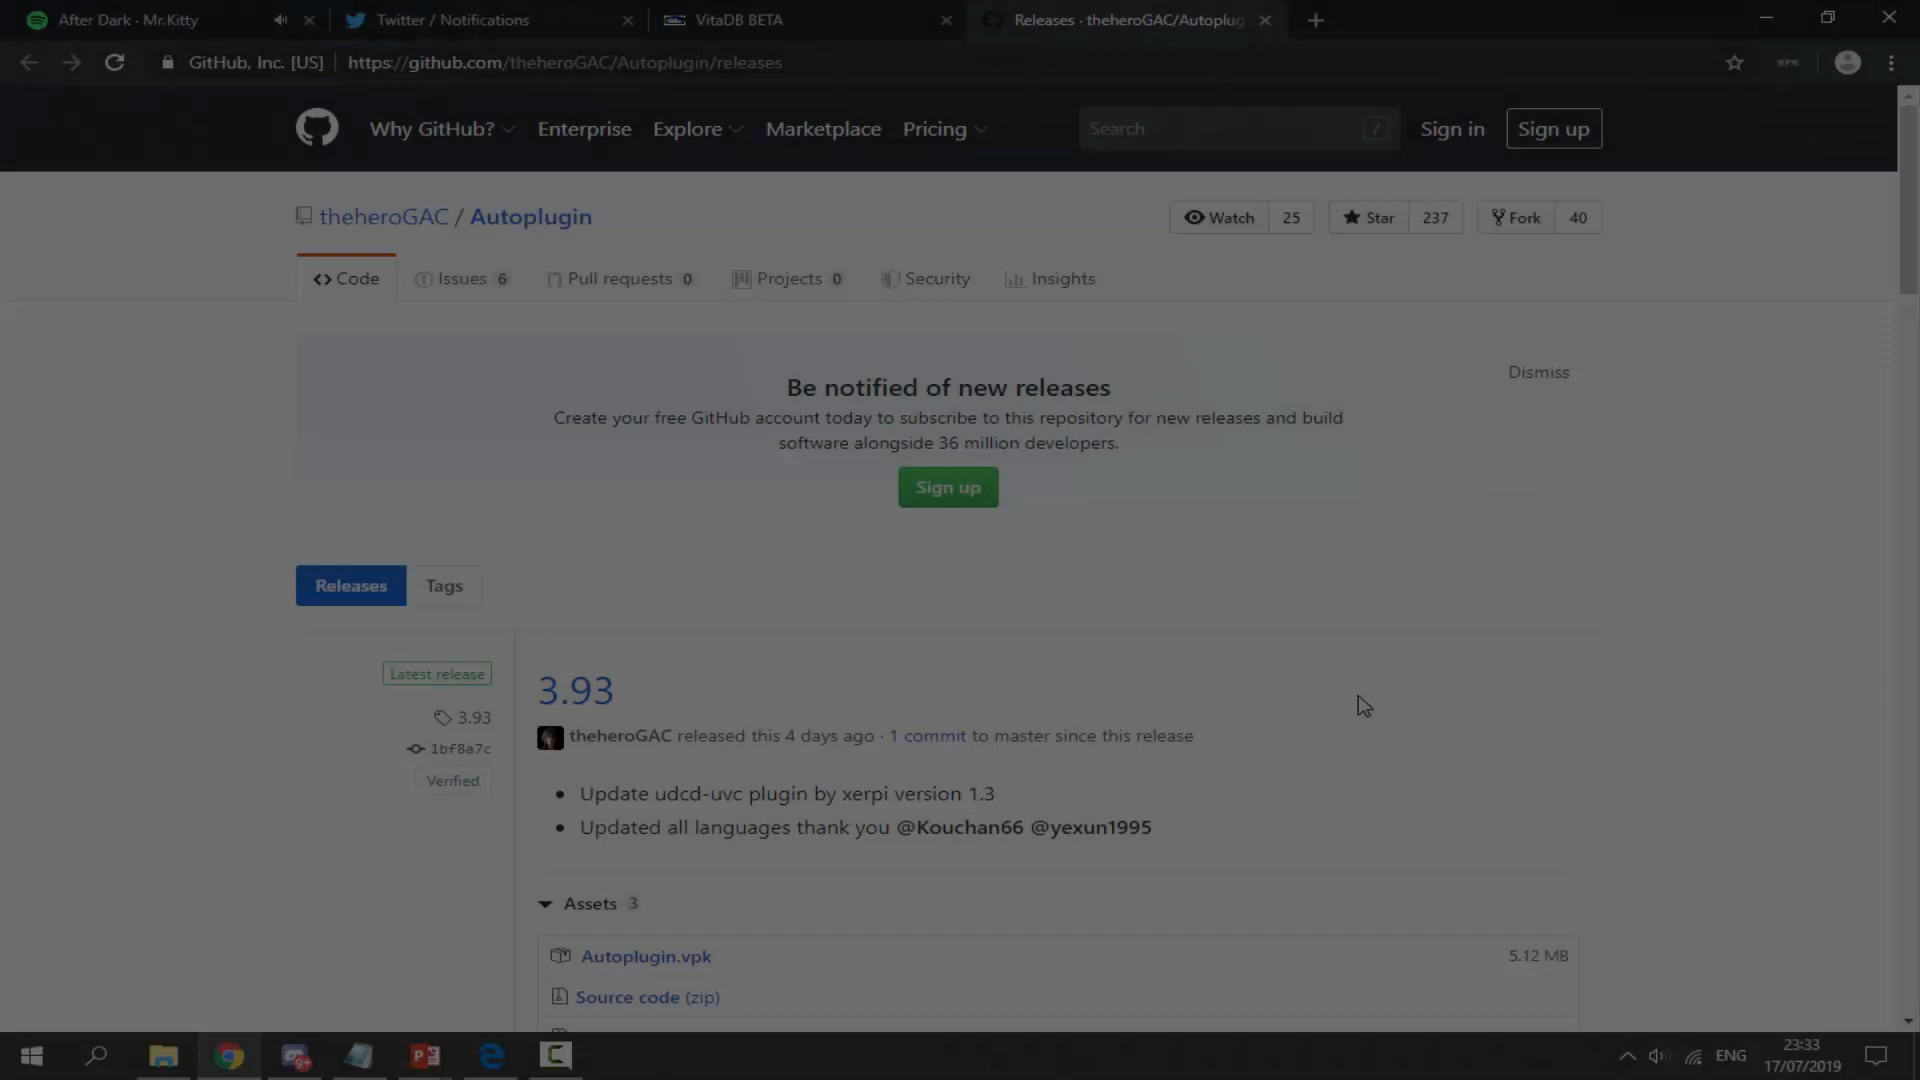 After Dark · Mr.Kitty
Twitter / Notifications
VitaDB BETA
Releases · theheroGAC/Autoplug
GitHub, Inc. [US]
https://github.com/theheroGAC/Autoplugin/releases
Why GitHub?
Enterprise
Explore
Marketplace
Pricing
Search
/
Sign in
Sign up
theheroGAC / Autoplugin
Watch 25
Star 237
Fork 40
Code
Issues 6
Pull requests 0
Projects 0
Security
Insights
Be notified of new releases
Dismiss
Create your free GitHub account today to subscribe to this repository for new releases and build
software alongside 36 million developers.
Sign up
Releases
Tags
Latest release
3.93
1bf8a7c
Verified
3.93
theheroGAC released this 4 days ago · 1 commit to master since this release
Update udcd-uvc plugin by xerpi version 1.3
Updated all languages thank you @Kouchan66 @yexun1995
Assets 3
Autoplugin.vpk
5.12 MB
Source code (zip)
9+
ENG
23:33
17/07/2019